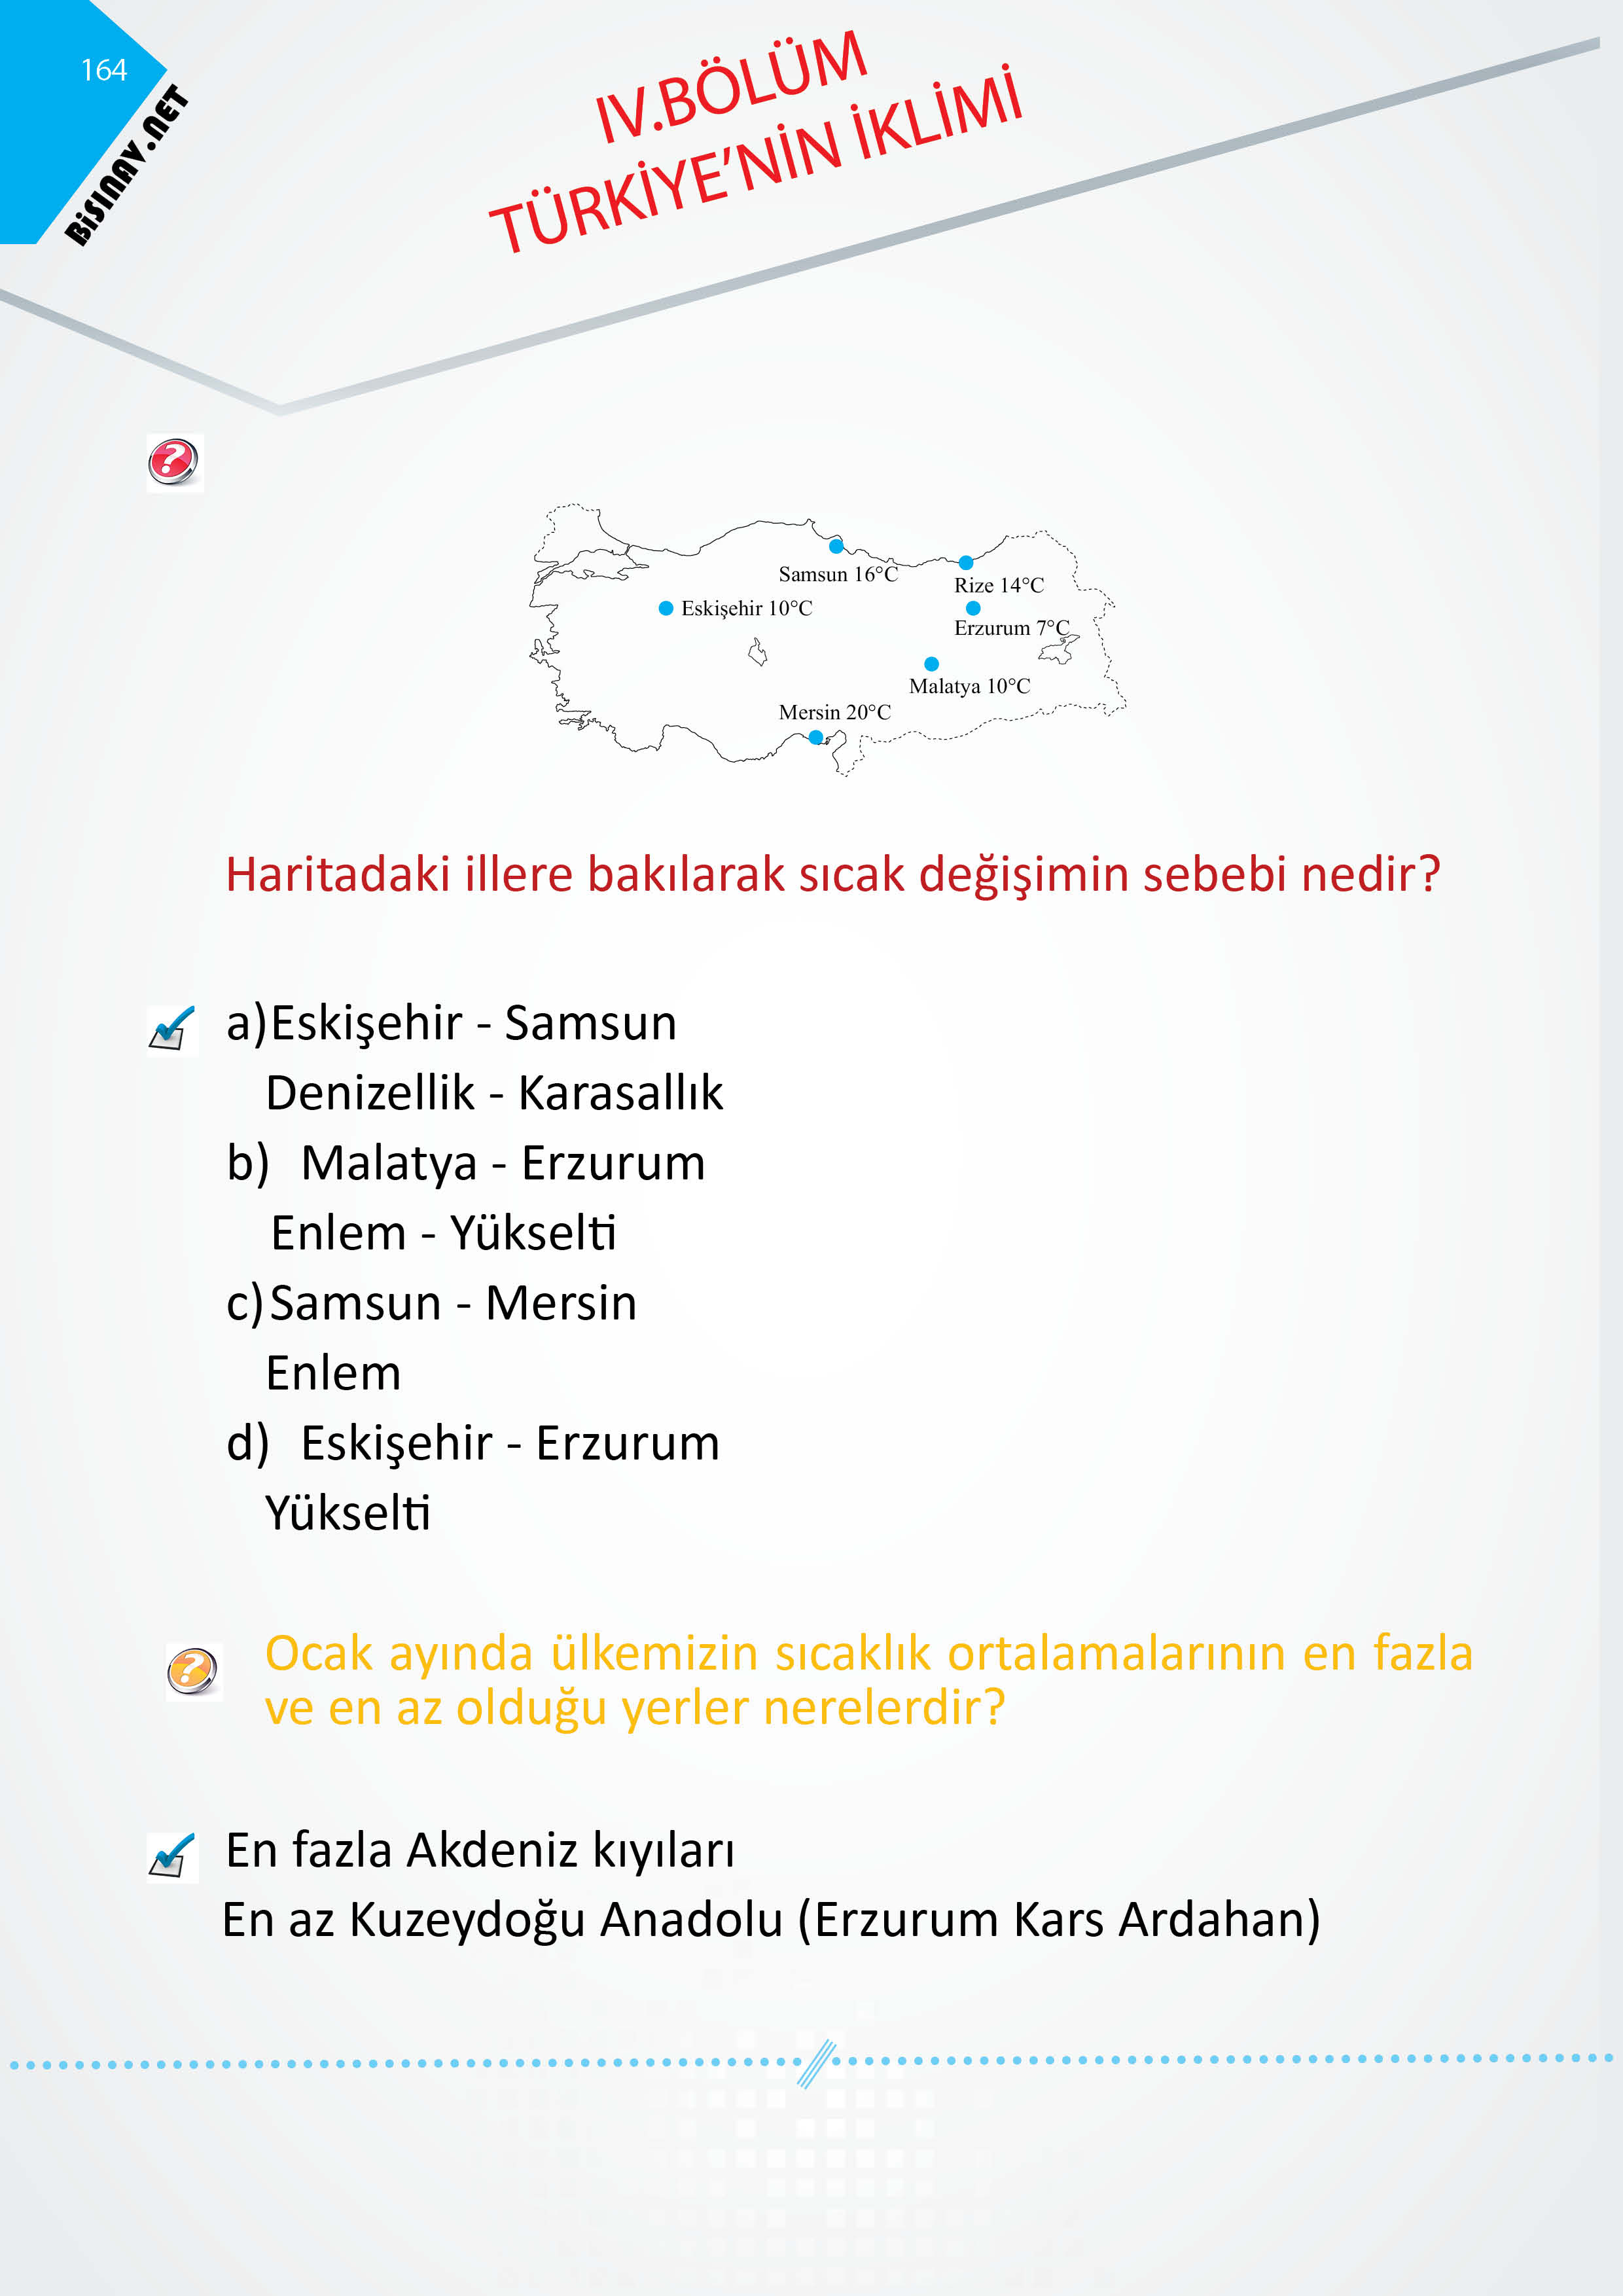 164
BiSINAV.NET
IV.BÖLÜM
TÜRKİYE’NİN İKLİMİ
Samsun 16°C
Rize 14°C
Eskişehir 10°C
Erzurum 7°C
Malatya 10°C
Mersin 20°C
Haritadaki illere bakılarak sıcak değişimin sebebi nedir?
a)Eskişehir - Samsun
Denizellik - Karasallık
b) Malatya - Erzurum
Enlem - Yükselti
c)Samsun - Mersin
Enlem
d) Eskişehir - Erzurum
Yükselti
Ocak ayında ülkemizin sıcaklık ortalamalarının en fazla
ve en az olduğu yerler nerelerdir?
En fazla Akdeniz kıyıları
En az Kuzeydoğu Anadolu (Erzurum Kars Ardahan)